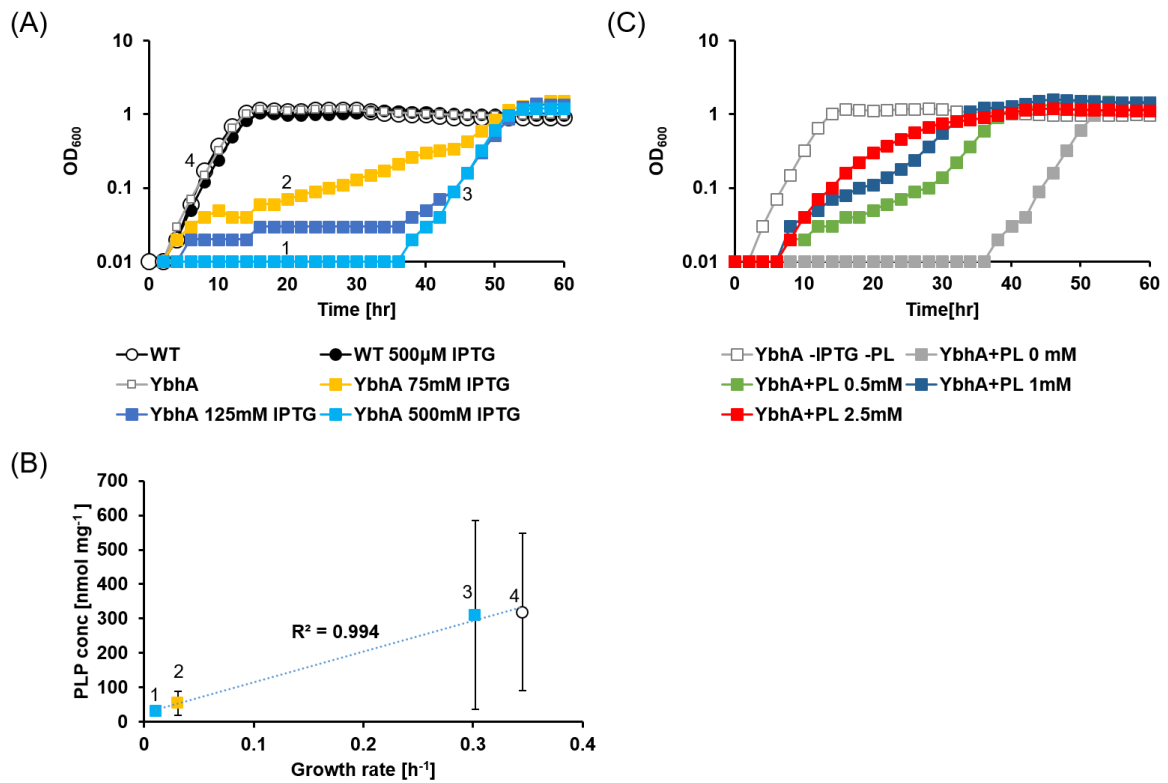 (A)
10
1
0.1
0.01
OD600
4
2
1
3
0 10 20 30 40 50 60
Time [hr]
WT
WT 500µM IPTG
YbhA
YbhA 75mM IPTG
YbhA 125mM IPTG
YbhA 500mM IPTG
(C)
10
1
0.1
0.01
OD600
0 10 20 30 40 50 60
Time[hr]
YbhA -IPTG -PL
YbhA+PL 0 mM
YbhA+PL 0.5mM
YbhA+PL 1mM
YbhA+PL 2.5mM
(B)
700
600
500
400
300
200
100
0
PLP conc [nmol mg-1]
1
2
3
4
R² = 0.994
0 0.1 0.2 0.3 0.4
Growth rate [h-1]